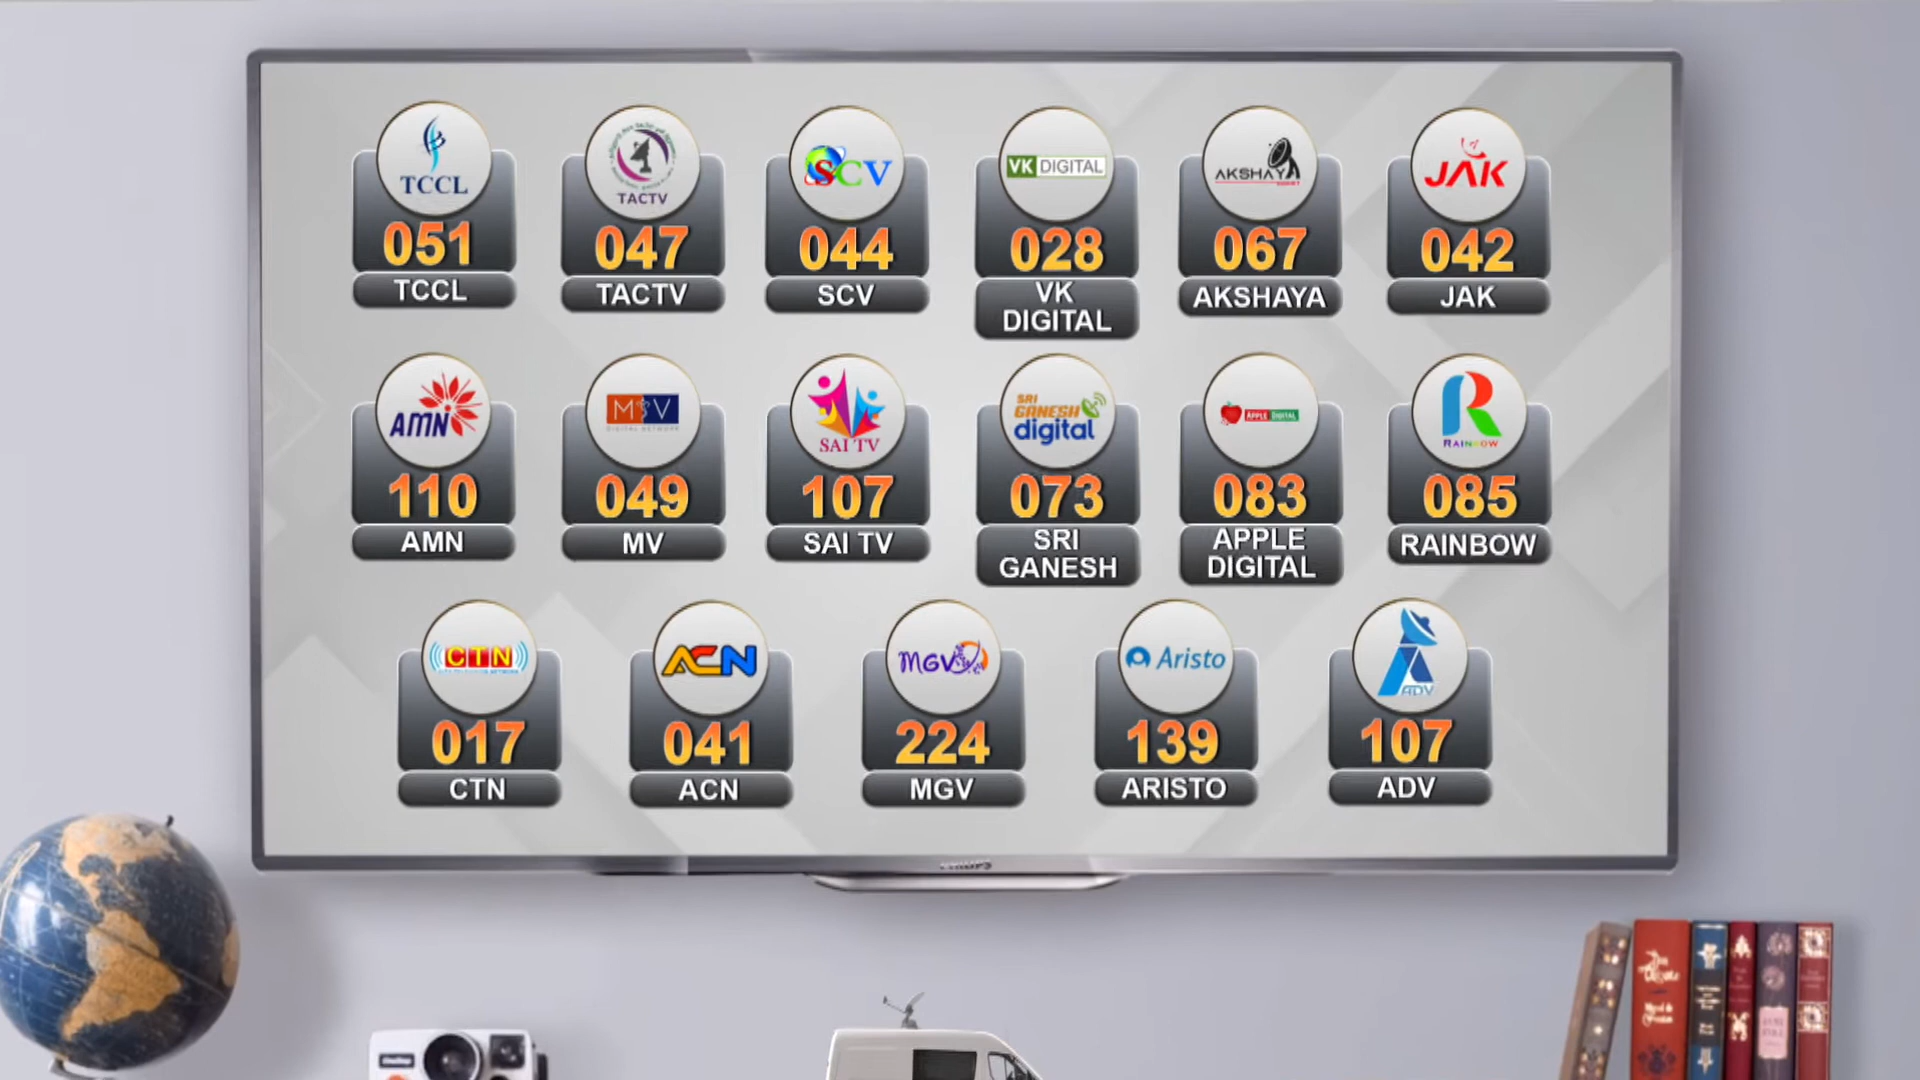 TCCL
051
TCCL
TACTV
047
TACTV
SCV
044
SCV
VK DIGITAL
028
VK
DIGITAL
AKSHAYA
067
AKSHAYA
JAK
042
JAK
AMN
110
AMN
MV
DIGITAL NETWORK
049
MV
SAI TV
107
SAI TV
SRI
GANESH
digital
073
SRI
GANESH
APPLE DIGITAL
083
APPLE
DIGITAL
RAINBOW
085
RAINBOW
CTN
017
CTN
ACN
041
ACN
MGV
224
MGV
Aristo
139
ARISTO
ADV
107
ADV
PHILIPS